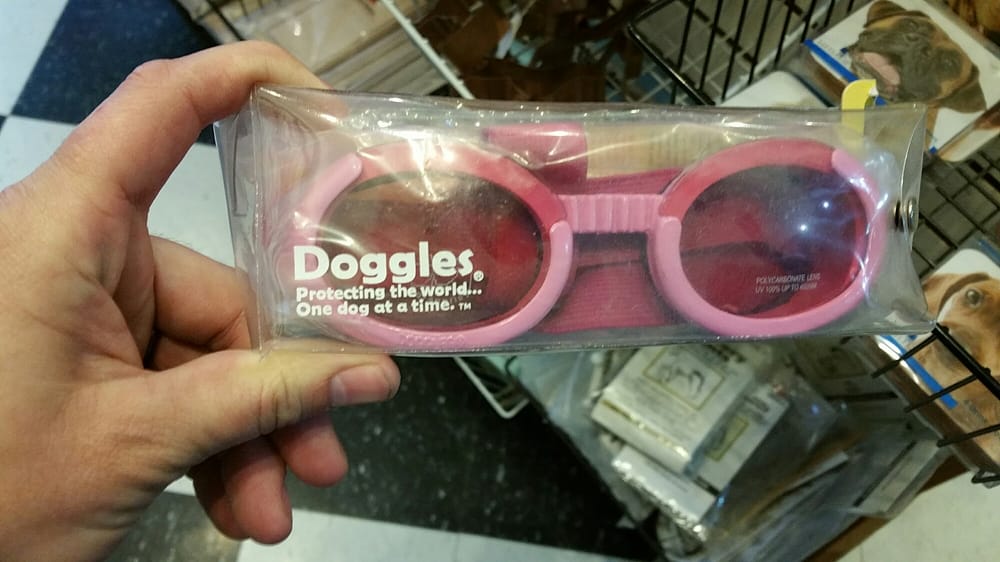 Doggles®
Protecting the world...
One dog at a time. TM
POLYCARBONATE LENS
UV 100% UP TO 400NM